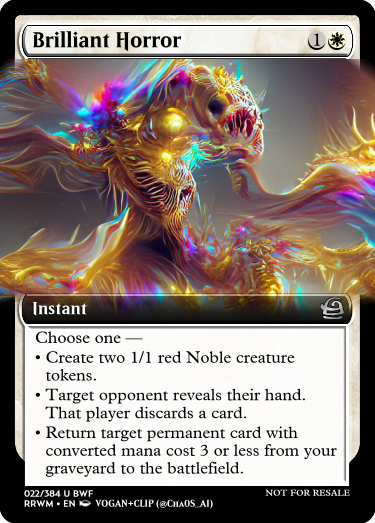 Brilliant Horror 1
Instant
Choose one —
• Create two 1/1 red Noble creature
tokens.
• Target opponent reveals their hand.
That player discards a card.
• Return target permanent card with
converted mana cost 3 or less from your
graveyard to the battlefield.
022/384 U BWF NOT FOR RESALE
RRWM • EN VOGAN+CLIP (@CHAOS_AI)